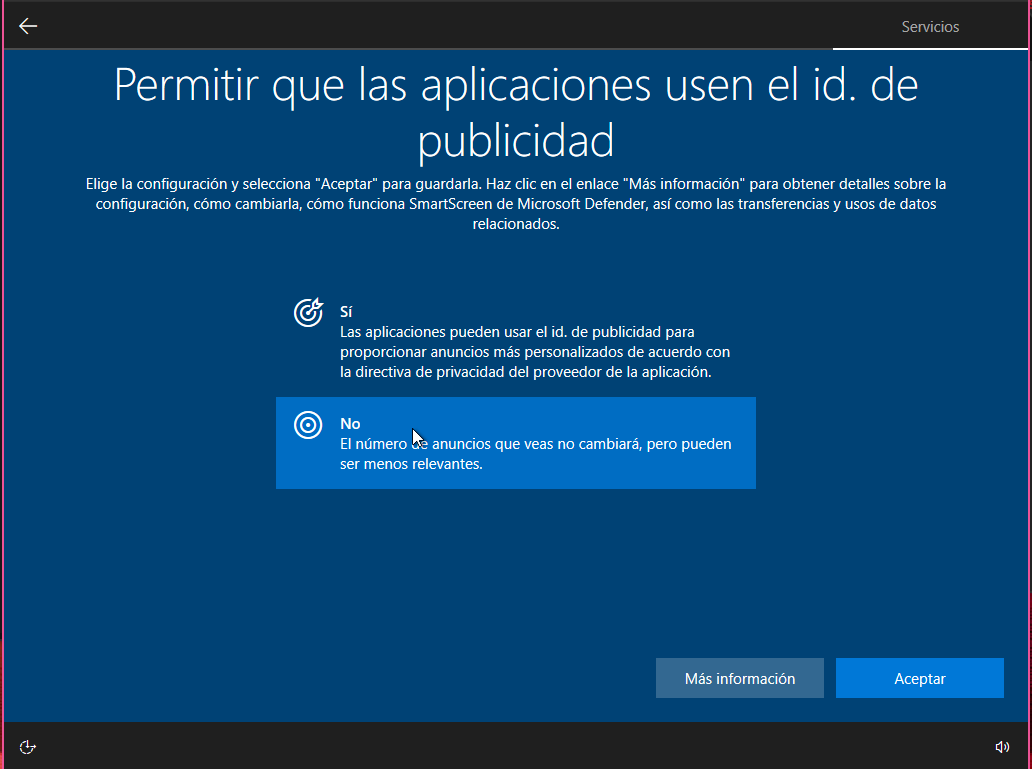 Servicios
Permitir que las aplicaciones usen el id. de
publicidad
Elige la configuración y selecciona "Aceptar" para guardarla. Haz clic en el enlace "Más información" para obtener detalles sobre la
configuración, cómo cambiarla, cómo funciona SmartScreen de Microsoft Defender, así como las transferencias y usos de datos
relacionados.
Sí
Las aplicaciones pueden usar el id. de publicidad para
proporcionar anuncios más personalizados de acuerdo con
la directiva de privacidad del proveedor de la aplicación.
No
El número de anuncios que veas no cambiará, pero pueden
ser menos relevantes.
Más información
Aceptar